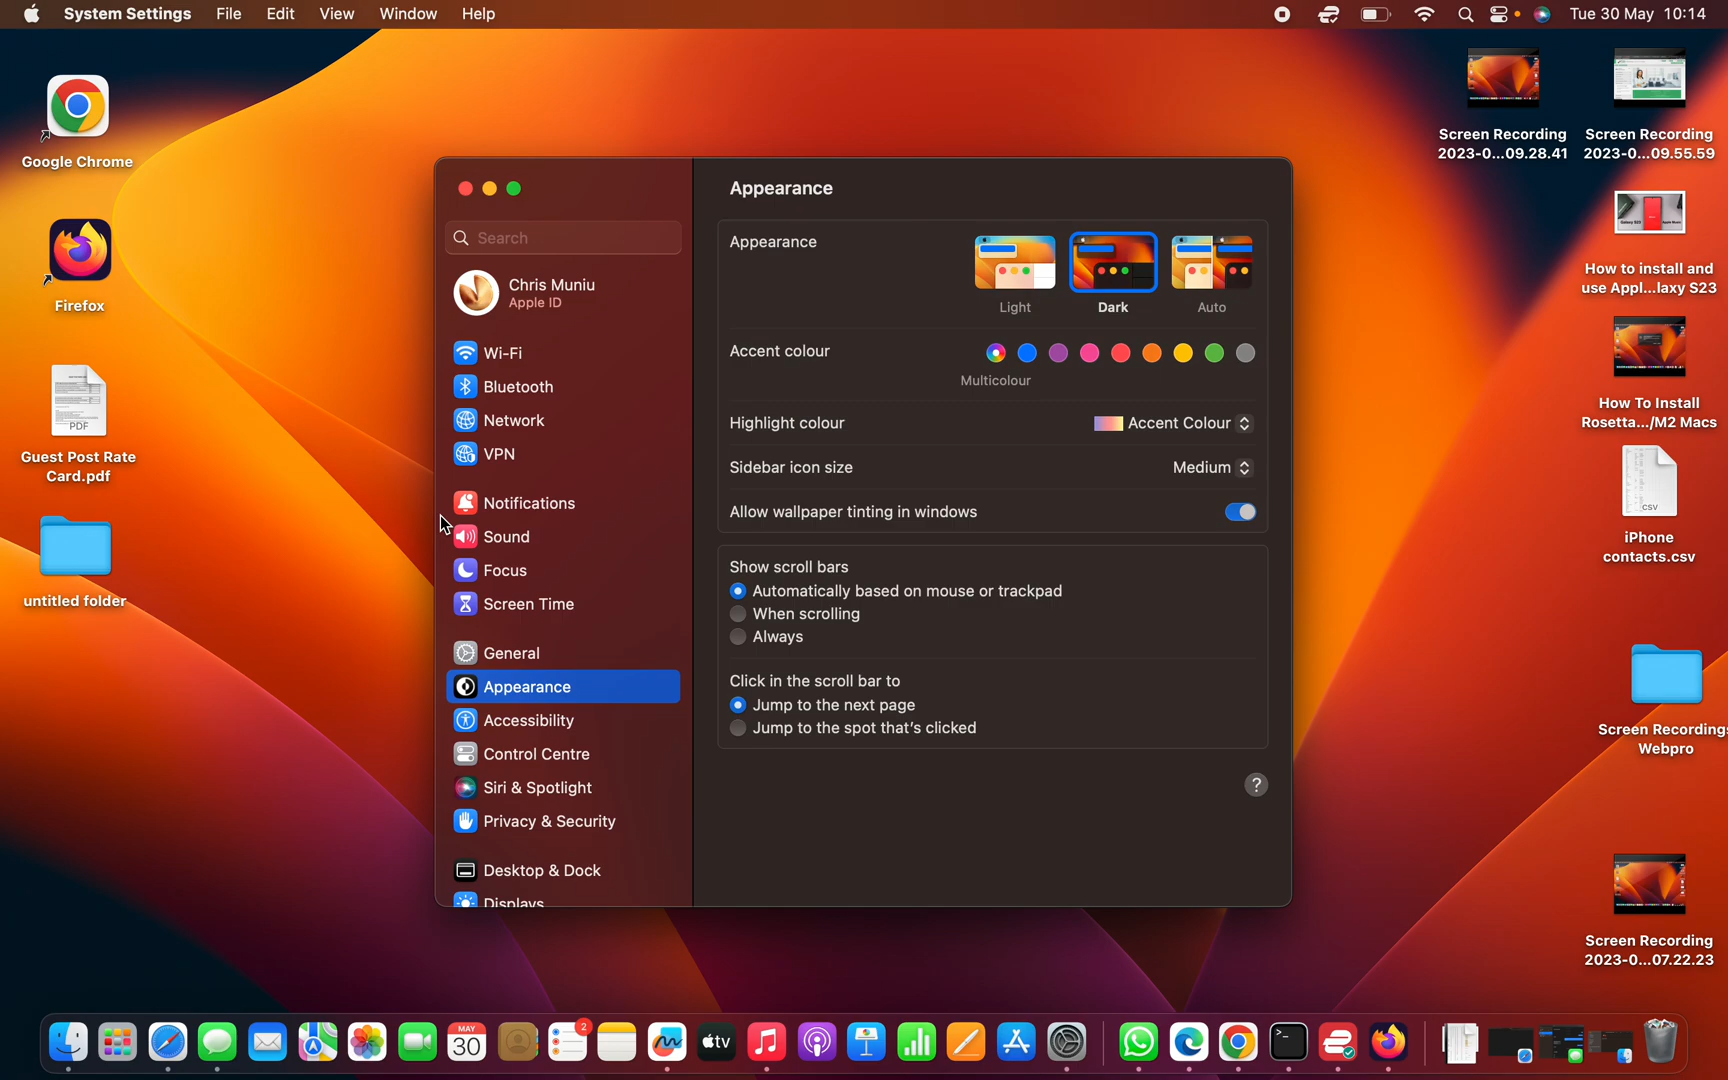 System Settings File Edit View Window Help
Tue 30 May 10:14
Google Chrome
Firefox
PDF
Guest Post Rate
Card.pdf
untitled folder
Search
Chris Muniu
Apple ID
Wi-Fi
Bluetooth
Network
VPN
Notifications
Sound
Focus
Screen Time
General
Appearance
Accessibility
Control Centre
Siri & Spotlight
Privacy & Security
Desktop & Dock
Displays
Appearance
Appearance
Light Dark Auto
Accent colour
Multicolour
Highlight colour Accent Colour
Sidebar icon size Medium
Allow wallpaper tinting in windows
Show scroll bars
Automatically based on mouse or trackpad
When scrolling
Always
Click in the scroll bar to
Jump to the next page
Jump to the spot that's clicked
?
Screen Recording
2023-0...09.28.41
Screen Recording
2023-0...09.55.59
How to install and
use Appl...laxy S23
How To Install
Rosetta.../M2 Macs
CSV
iPhone
contacts.csv
Screen Recordings
Webpro
Screen Recording
2023-0...07.22.23
MAY
30
2
tv